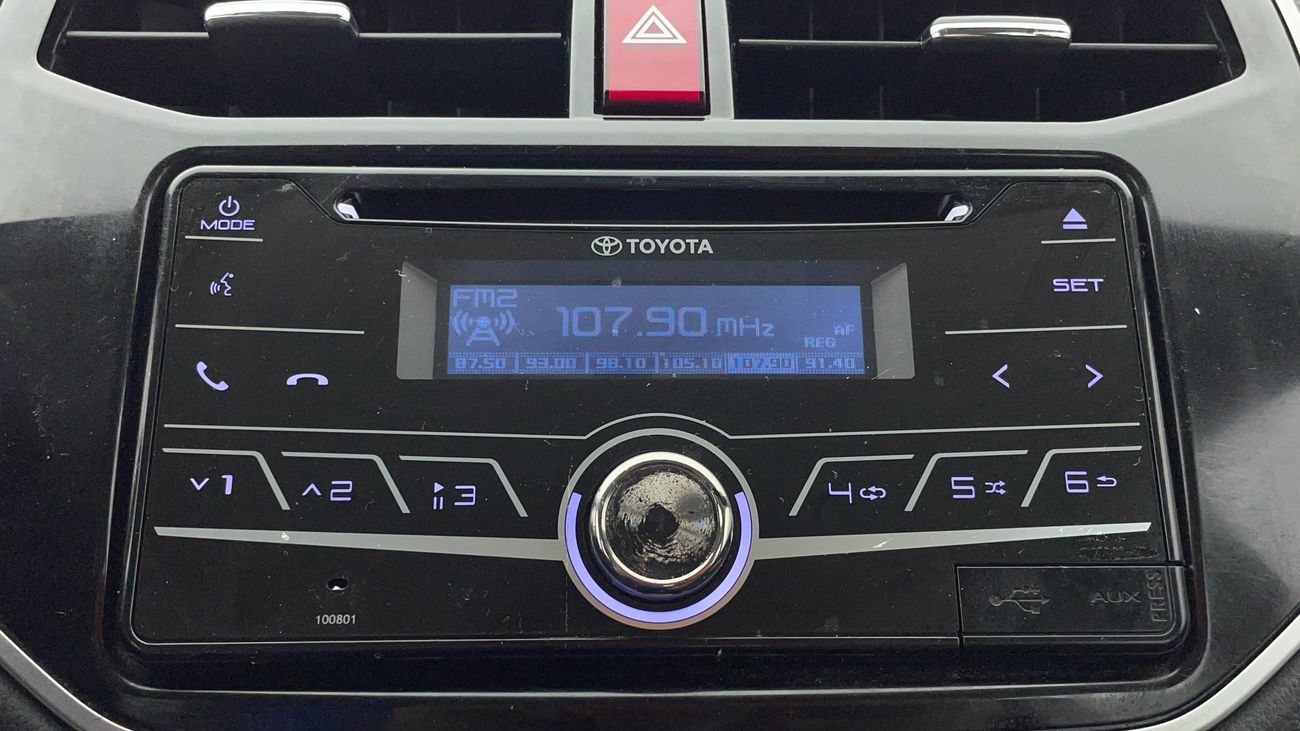 MODE
TOYOTA
SET
FM2
107.90 MHz
AF
REG
87.50 93.00 98.10 105.10 107.90 91.40
1
2
3
4
5
6
100801
AUX
PRESS